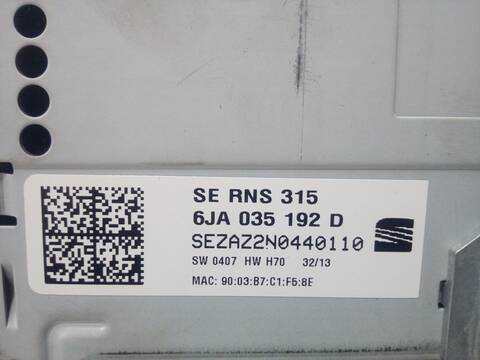 SE RNS 315
6JA 035 192 D
SEZAZ2N0440110
SW 0407 HW H70 32/13
MAC: 90:03:B7:C1:F5:8E